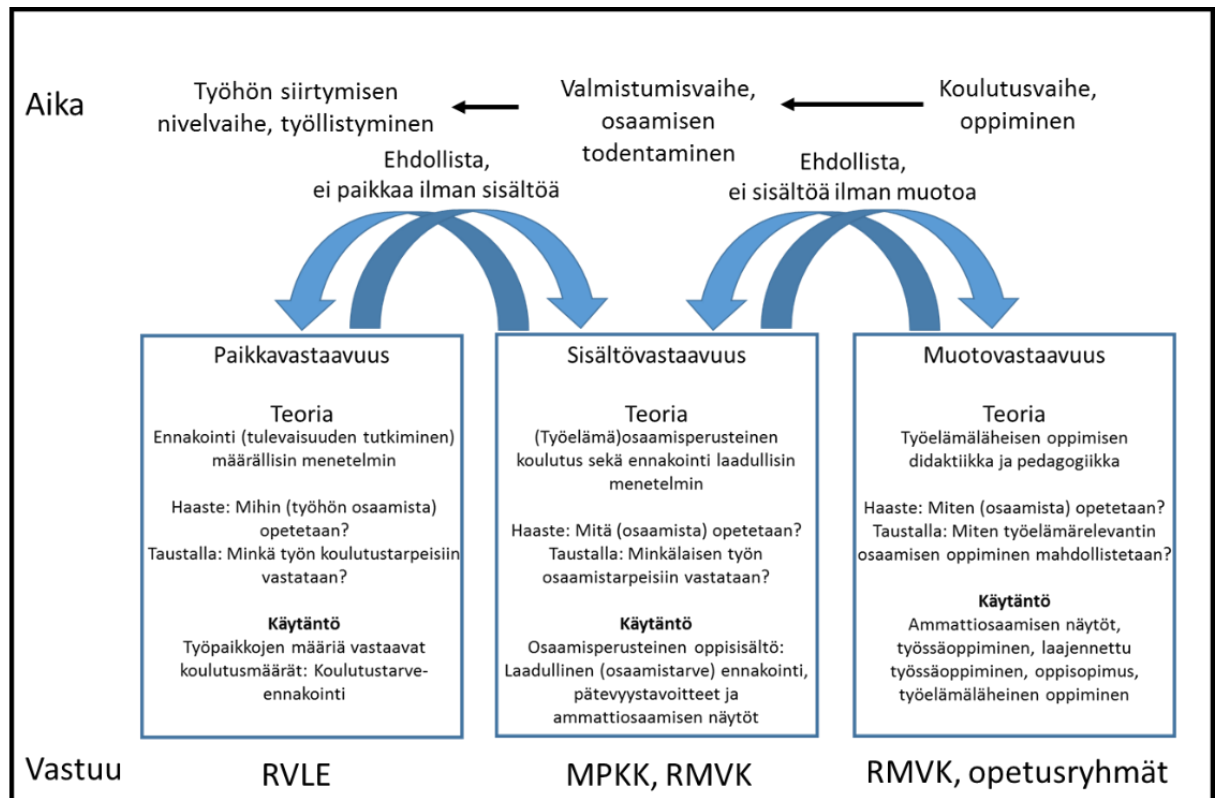 Aika
Työhön siirtymisen
nivelvaihe, työllistyminen
Valmistumisvaihe,
osaamisen
todentaminen
Koulutusvaihe,
oppiminen
Ehdollista,
ei paikkaa ilman sisältöä
Ehdollista,
ei sisältöä ilman muotoa
Paikkavastaavuus
Teoria
Ennakointi (tulevaisuuden tutkiminen)
määrällisin menetelmin
Haaste: Mihin (työhön osaamista)
opetetaan?
Taustalla: Minkä työn koulutustarpeisiin
vastataan?
Käytäntö
Työpaikkojen määriä vastaavat
koulutusmäärät: Koulutustarve-
ennakointi
Sisältövastaavuus
Teoria
(Työelämä)osaamisperusteinen
koulutus sekä ennakointi laadullisin
menetelmin
Haaste: Mitä (osaamista) opetetaan?
Taustalla: Minkälaisen työn
osaamistarpeisiin vastataan?
Käytäntö
Osaamisperusteinen oppisisältö:
Laadullinen (osaamistarve) ennakointi,
pätevyystavoitteet ja
ammattiosaamisen näytöt
Muotovastaavuus
Teoria
Työelämäläheisen oppimisen
didaktiikka ja pedagogiikka
Haaste: Miten (osaamista) opetetaan?
Taustalla: Miten työelämärelevantin
osaamisen oppiminen mahdollistetaan?
Käytäntö
Ammattiosaamisen näytöt,
työssäoppiminen, laajennettu
työssäoppiminen, oppisopimus,
työelämäläheinen oppiminen
Vastuu
RVLE
MPKK, RMVK
RMVK, opetusryhmät